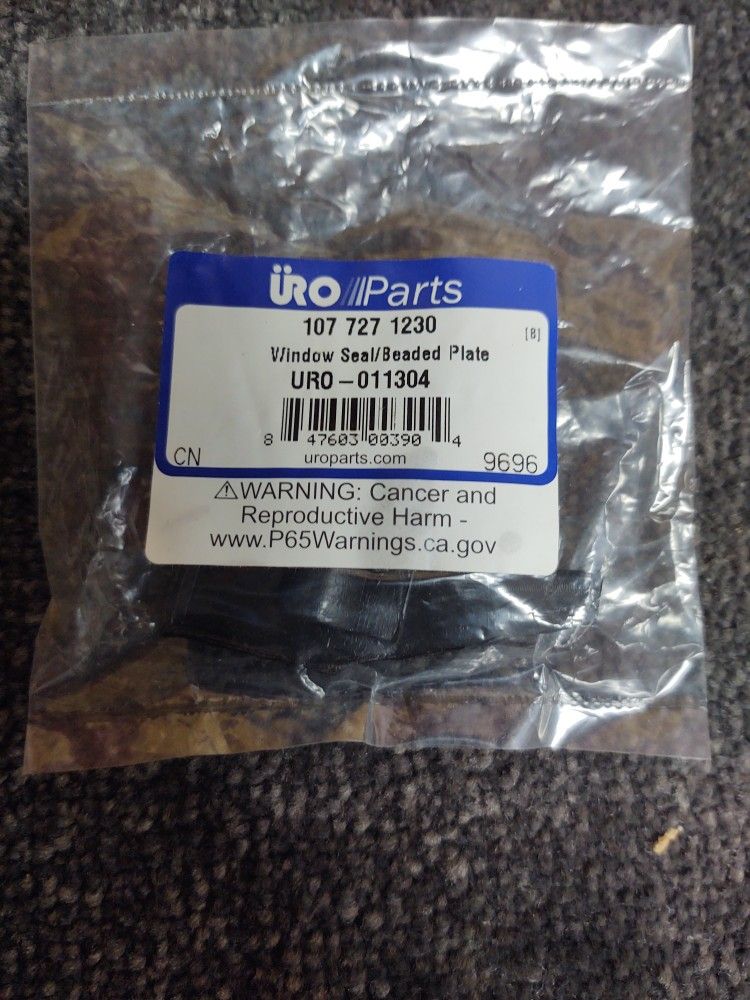 ÜRO///Parts
107 727 1230
[8]
Window Seal/Beaded Plate
URO-011304
8 47603 00390 4
CN
uroparts.com
9696
⚠WARNING: Cancer and
Reproductive Harm -
www.P65Warnings.ca.gov